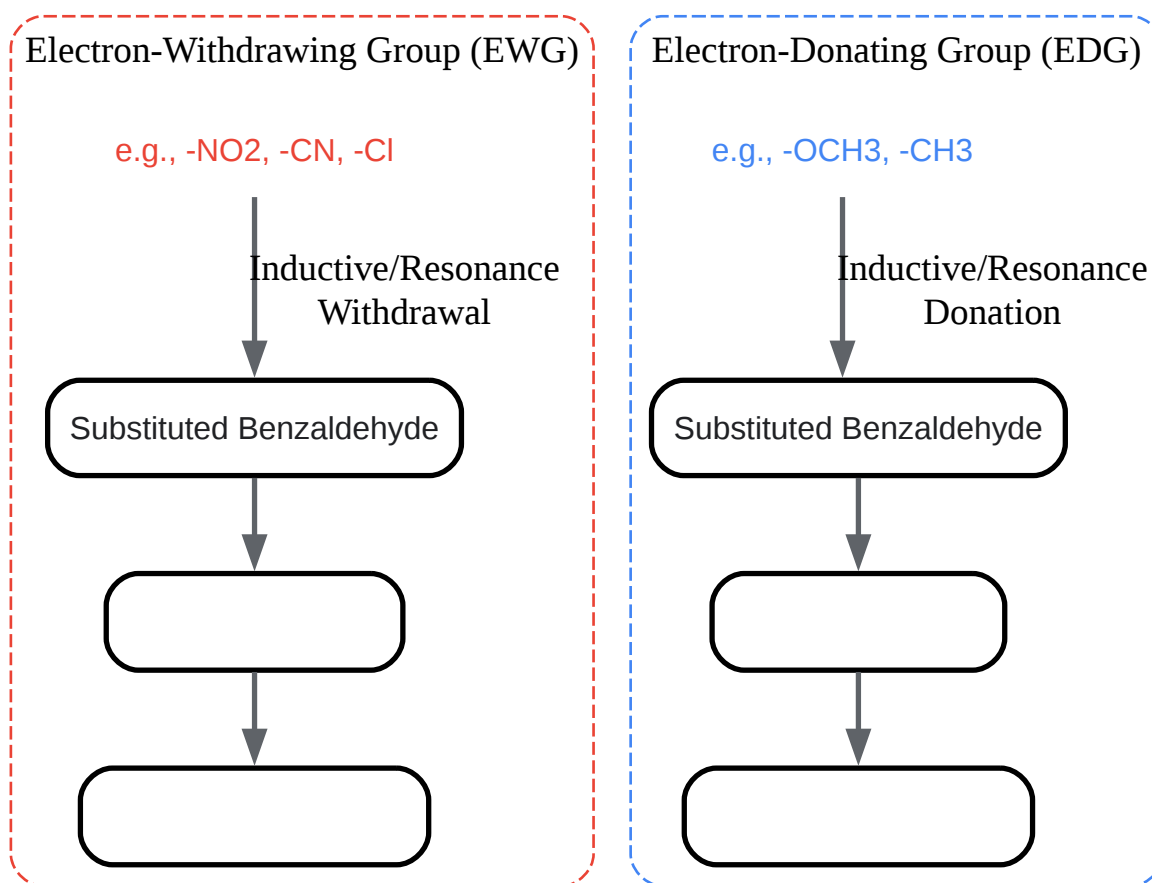 Electron-Withdrawing Group (EWG)
e.g., -NO2, -CN, -Cl
Inductive/Resonance
Withdrawal
Substituted Benzaldehyde
Electron-Donating Group (EDG)
e.g., -OCH3, -CH3
Inductive/Resonance
Donation
Substituted Benzaldehyde